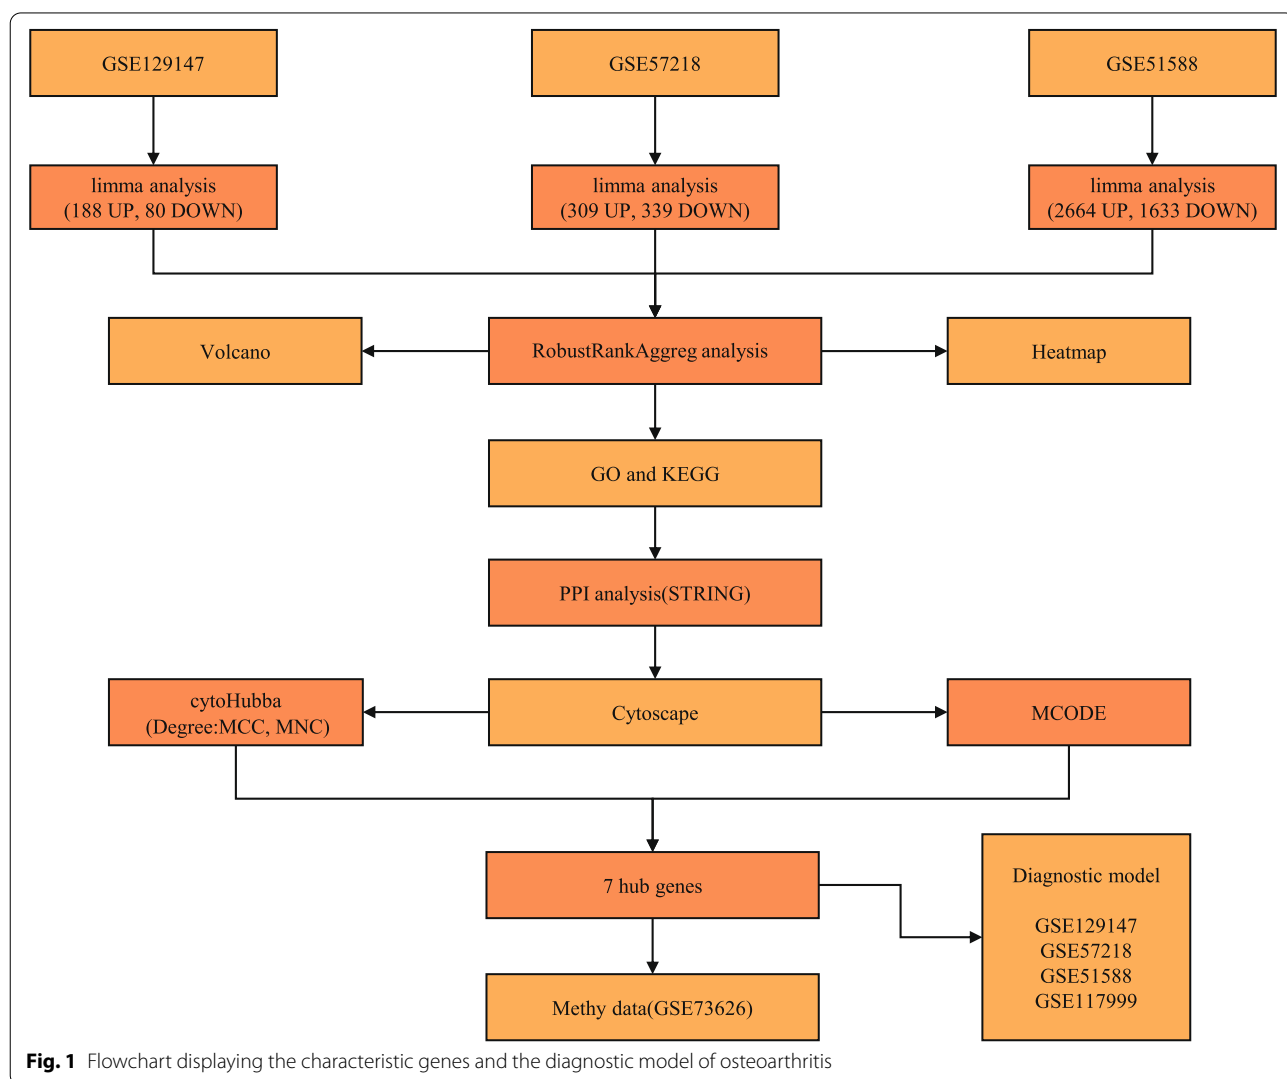 GSE129147
GSE57218
GSE51588
limma analysis
(188 UP, 80 DOWN)
limma analysis
(309 UP, 339 DOWN)
limma analysis
(2664 UP, 1633 DOWN)
Volcano
RobustRankAggreg analysis
Heatmap
GO and KEGG
PPI analysis(STRING)
cytoHubba
(Degree:MCC, MNC)
Cytoscape
MCODE
7 hub genes
Diagnostic model
GSE129147
GSE57218
GSE51588
GSE117999
Methy data(GSE73626)
Fig. 1 Flowchart displaying the characteristic genes and the diagnostic model of osteoarthritis